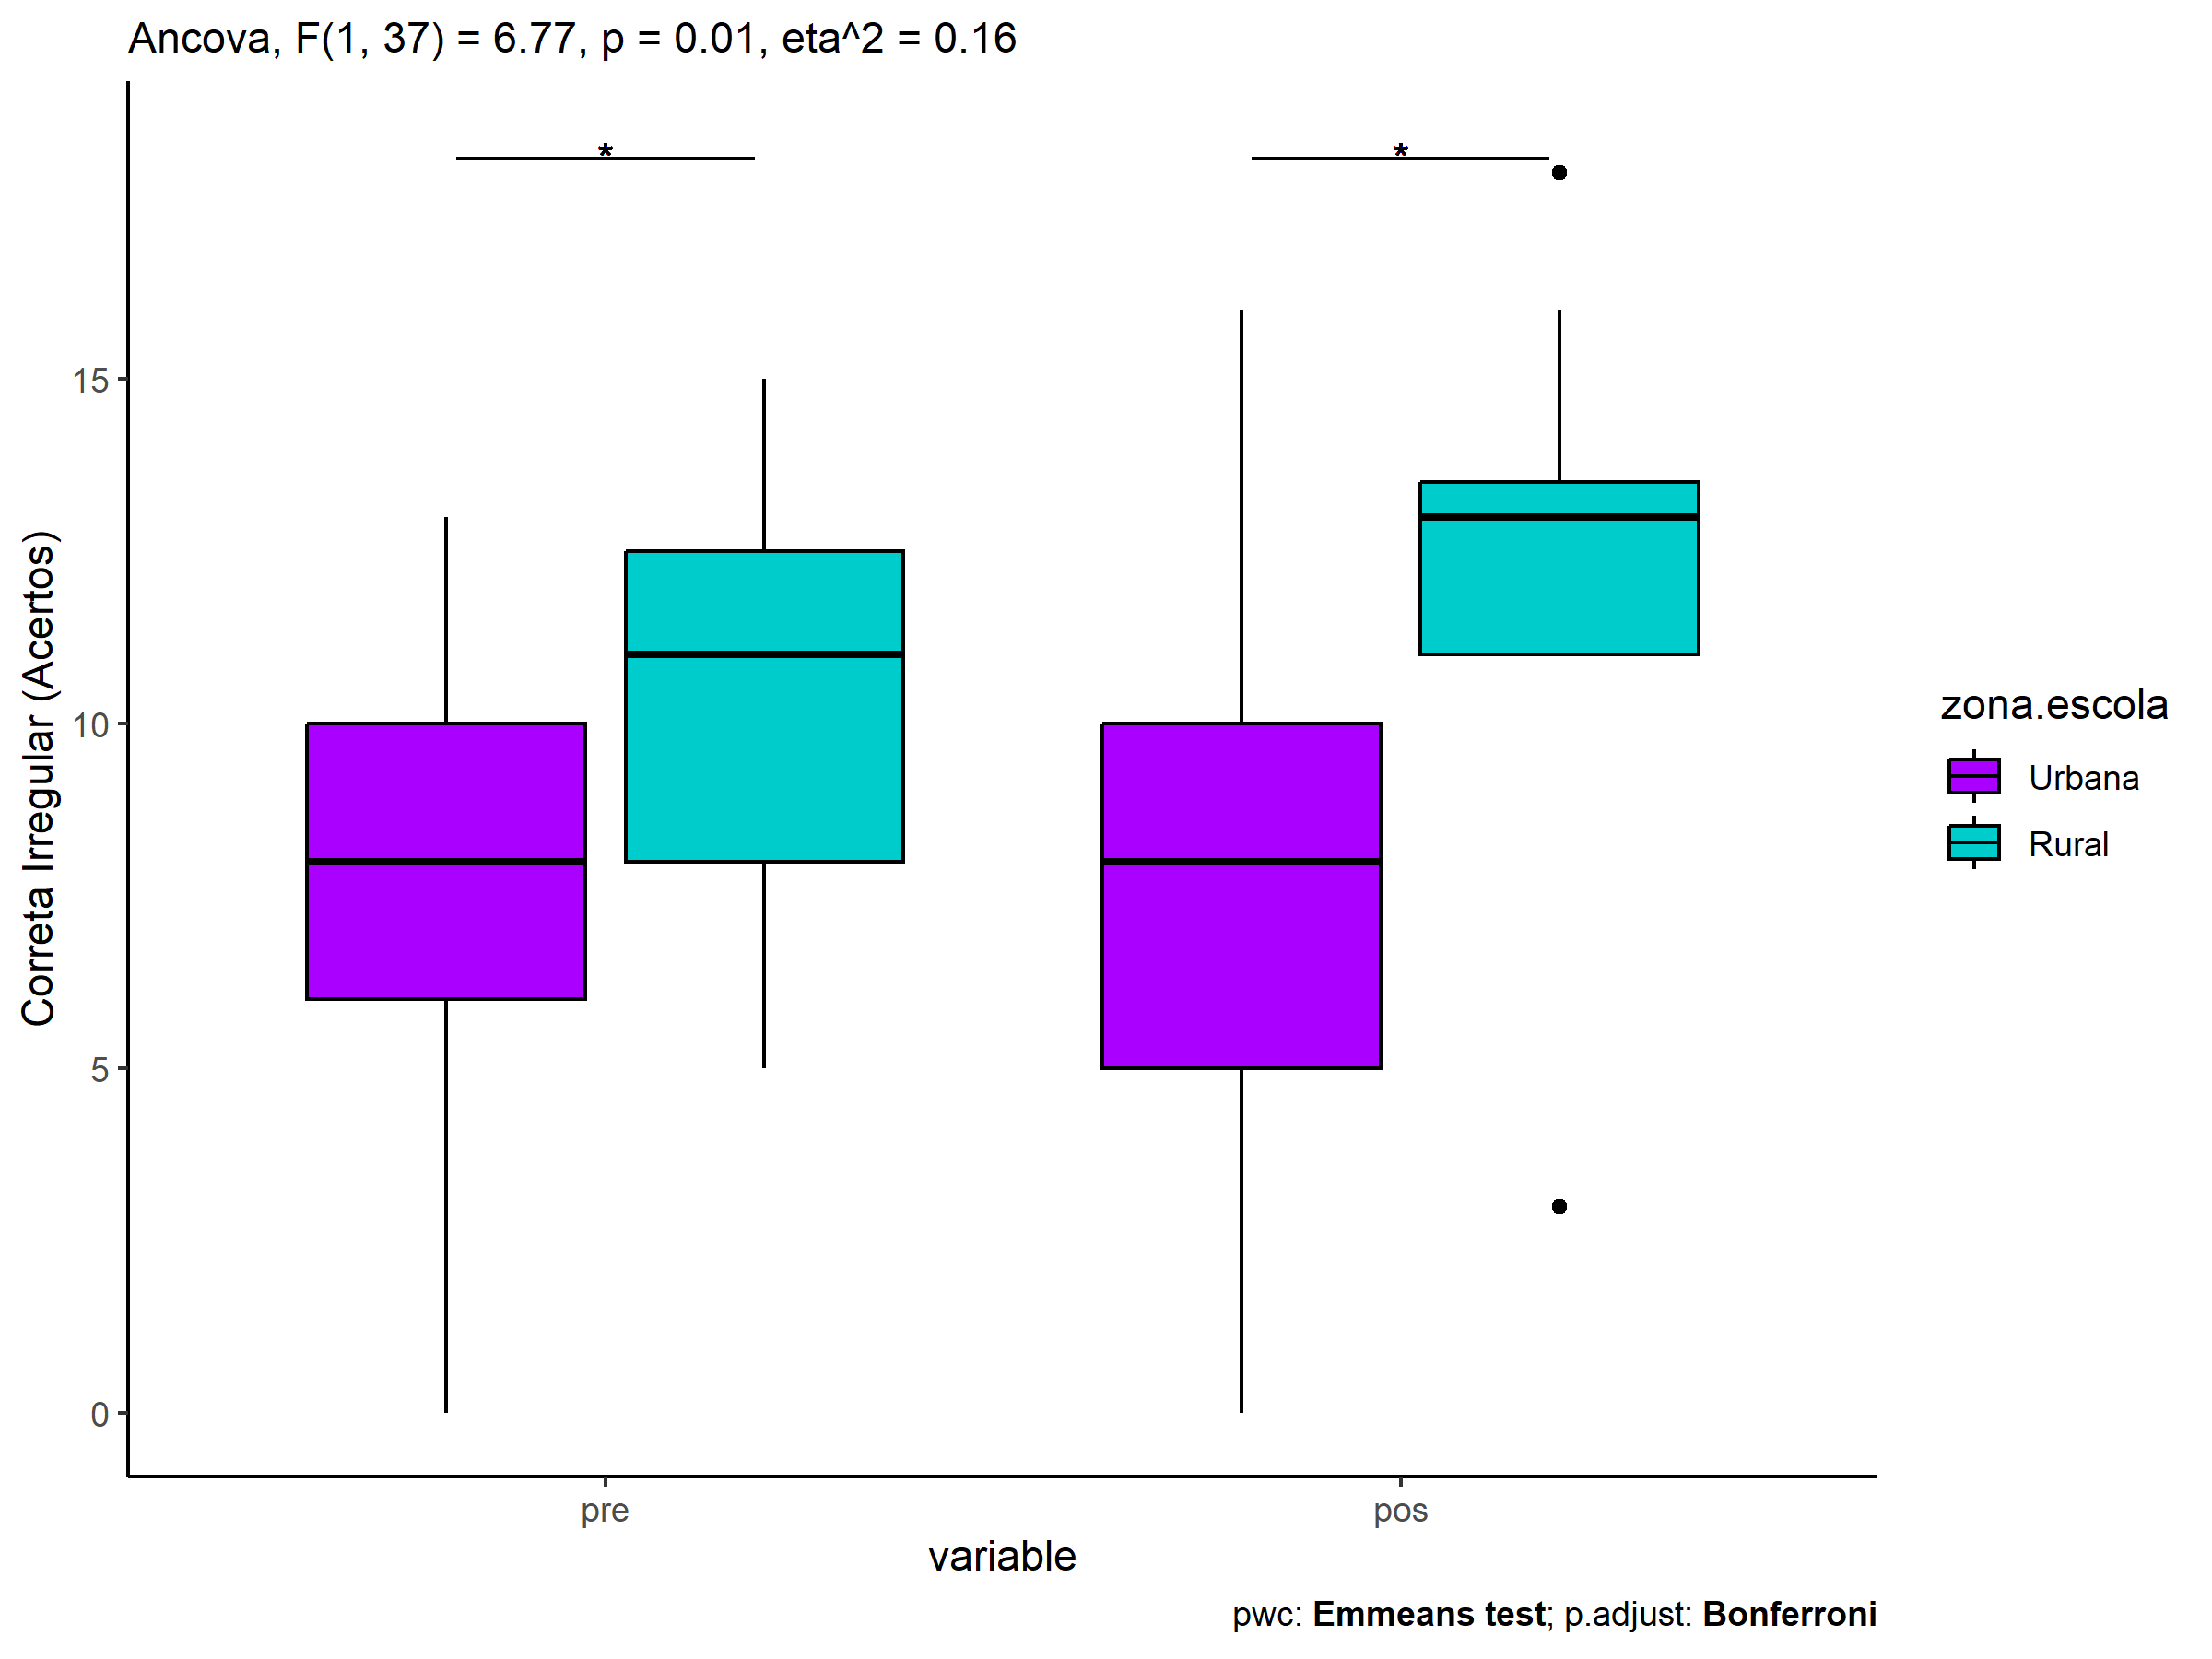 Ancova, F(1, 37) = 6.77, p = 0.01, eta^2 = 0.16
*
*
Correta Irregular (Acertos)
15
10
5
0
pre
pos
variable
zona.escola
Urbana
Rural
pwc: Emmeans test; p.adjust: Bonferroni